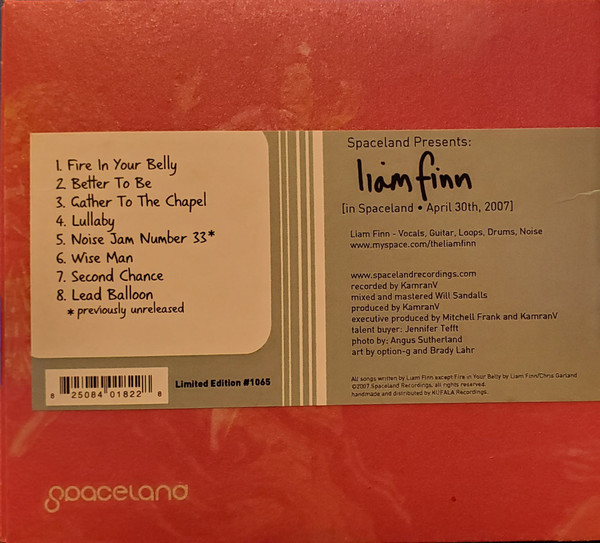 1. Fire In Your Belly
2. Better To Be
3. Gather To The Chapel
4. Lullaby
5. Noise Jam Number 33*
6. Wise Man
7. Second Chance
8. Lead Balloon
* previously unreleased
8 25084 01822 8
Limited Edition #1065
Spaceland Presents:
liam finn
[in Spaceland • April 30th, 2007]
Liam Finn - Vocals, Guitar, Loops, Drums, Noise
www.myspace.com/theliamfinn
www.spacelandrecordings.com
recorded by KamranV
mixed and mastered Will Sandalls
produced by KamranV
executive produced by Mitchell Frank and KamranV
talent buyer: Jennifer Tefft
photo by: Angus Sutherland
art by option-g and Brady Lahr
All songs written by Liam Finn except Fire in Your Belly by Liam Finn/Chris Garland
©2007 Spaceland Recordings, all rights reserved.
handmade and distributed by KUFALA Recordings.
spaceland